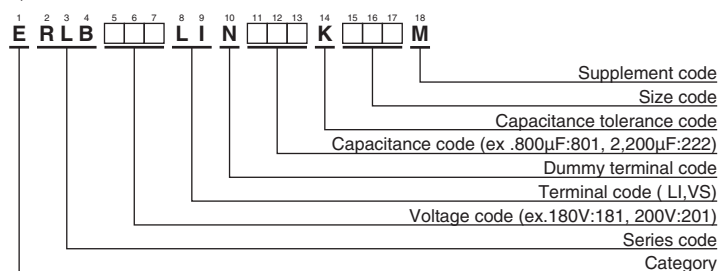 1 2 3 4 5 6 7 8 9 10 11 12 13 14 15 16 17 18
E R L B L I N K M
Supplement code
Size code
Capacitance tolerance code
Capacitance code (ex .800µF:801, 2,200µF:222)
Dummy terminal code
Terminal code ( LI,VS)
Voltage code (ex.180V:181, 200V:201)
Series code
Category